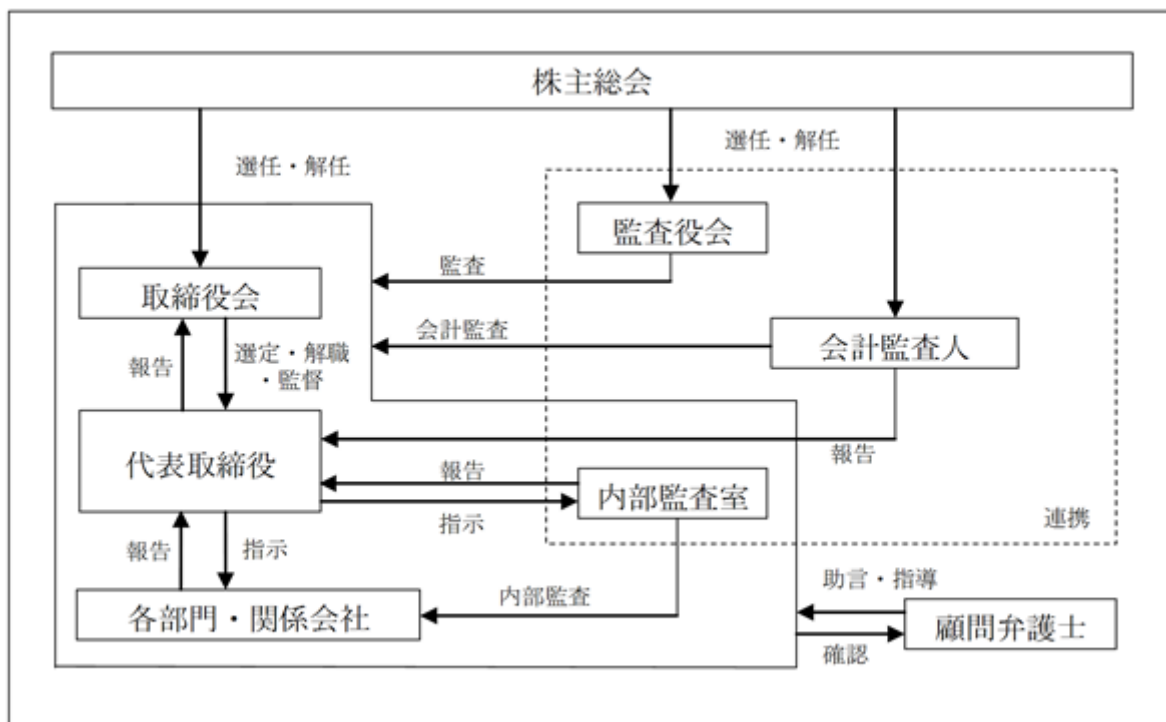 株主総会
選任・解任
選任・解任
監査役会
監査
取締役会
会計監査
会計監査人
報告
選定・解職
・監督
代表取締役
報告
報告
内部監査室
指示
連携
報告
指示
助言・指導
内部監査
各部門・関係会社
顧問弁護士
確認